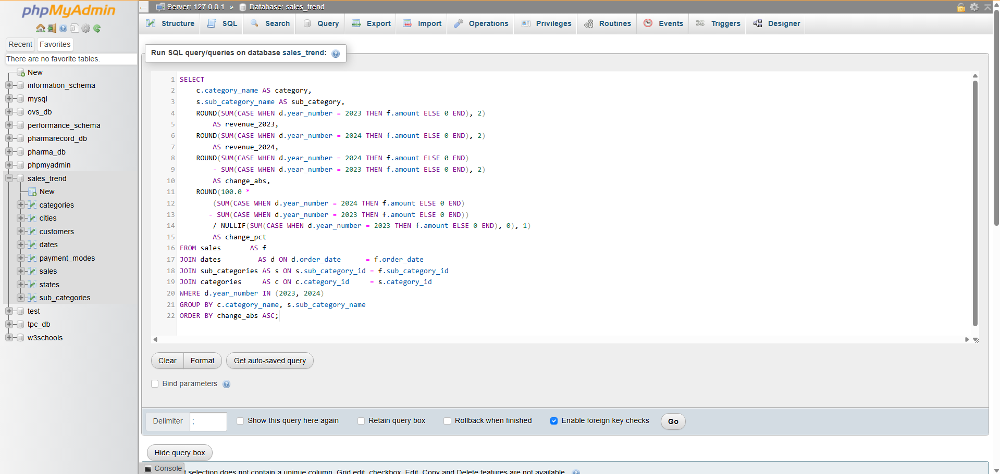 phpMyAdmin
Recent
Favorites
There are no favorite tables.
New
information_schema
mysql
ovs_db
performance_schema
pharmarecord_db
pharma_db
phpmyadmin
sales_trend
New
categories
cities
customers
dates
payment_modes
sales
states
sub_categories
test
tpc_db
w3schools
Server: 127.0.0.1 » Database: sales_trend
Structure SQL Search Query Export Import Operations Privileges Routines Events Triggers Designer
Run SQL query/queries on database sales_trend:
1 SELECT
2     c.category_name AS category,
3     s.sub_category_name AS sub_category,
4     ROUND(SUM(CASE WHEN d.year_number = 2023 THEN f.amount ELSE 0 END), 2)
5         AS revenue_2023,
6     ROUND(SUM(CASE WHEN d.year_number = 2024 THEN f.amount ELSE 0 END), 2)
7         AS revenue_2024,
8     ROUND(SUM(CASE WHEN d.year_number = 2024 THEN f.amount ELSE 0 END)
9         - SUM(CASE WHEN d.year_number = 2023 THEN f.amount ELSE 0 END), 2)
10         AS change_abs,
11     ROUND(100.0 *
12         (SUM(CASE WHEN d.year_number = 2024 THEN f.amount ELSE 0 END)
13        - SUM(CASE WHEN d.year_number = 2023 THEN f.amount ELSE 0 END))
14         / NULLIF(SUM(CASE WHEN d.year_number = 2023 THEN f.amount ELSE 0 END), 0), 1)
15         AS change_pct
16 FROM sales       AS f
17 JOIN dates         AS d ON d.order_date      = f.order_date
18 JOIN sub_categories AS s ON s.sub_category_id = f.sub_category_id
19 JOIN categories     AS c ON c.category_id     = s.category_id
20 WHERE d.year_number IN (2023, 2024)
21 GROUP BY c.category_name, s.sub_category_name
22 ORDER BY change_abs ASC;
Clear Format Get auto-saved query
Bind parameters
Delimiter ; Show this query here again Retain query box Rollback when finished Enable foreign key checks Go
Hide query box
Console
t selection does not contain a unique column. Grid edit, checkbox, Edit, Copy and Delete features are not available.